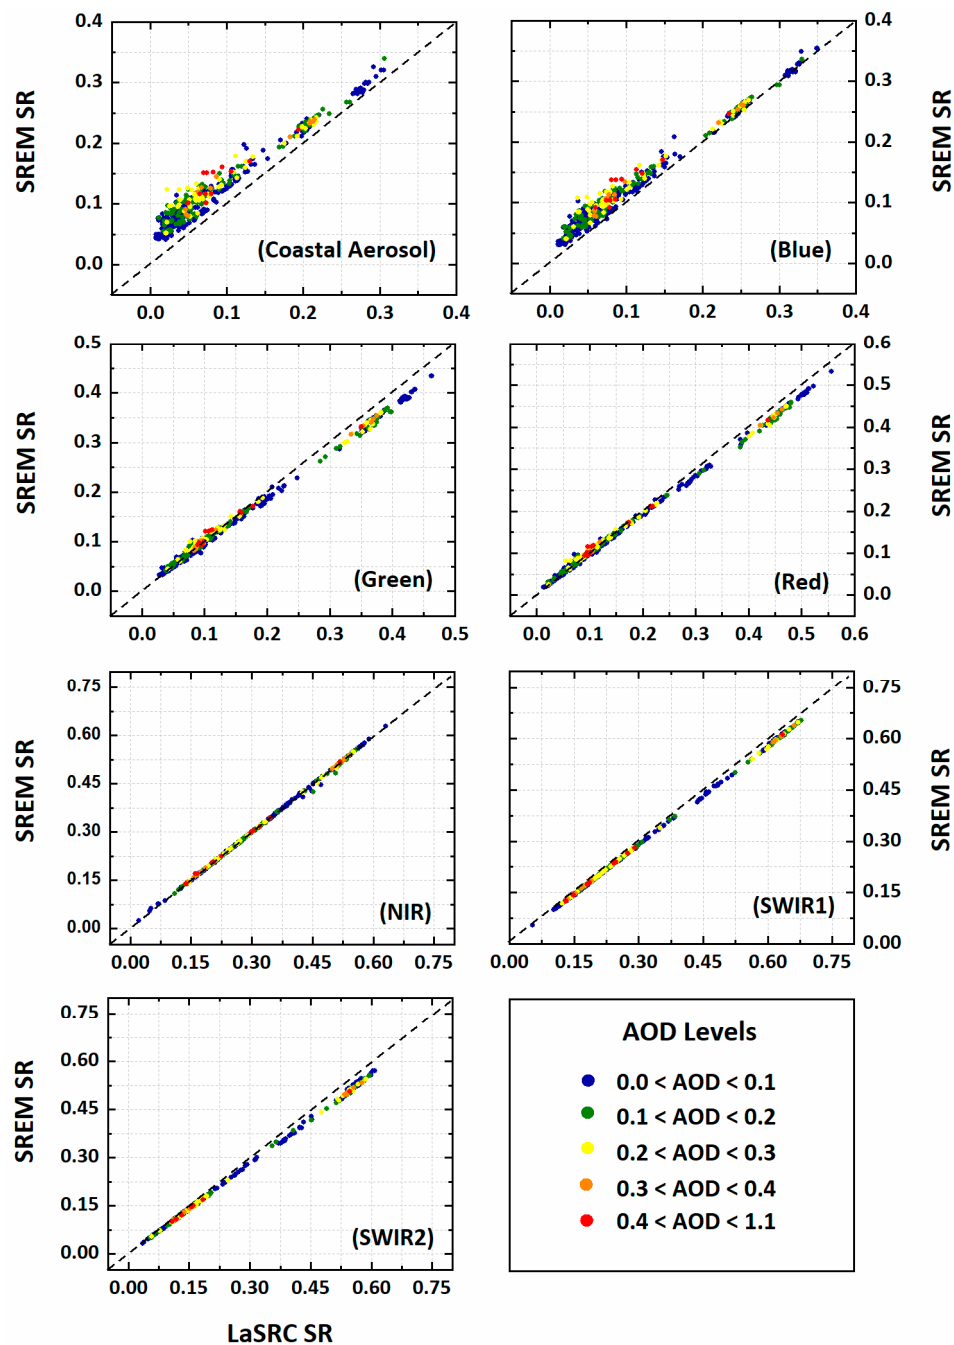 0.4
0.3
0.2
0.1
0.0
SREM SR
(Coastal Aerosol)
0.0 0.1 0.2 0.3 0.4
0.4
0.3
0.2
0.1
0.0
SREM SR
(Blue)
0.0 0.1 0.2 0.3 0.4
0.5
0.4
0.3
0.2
0.1
0.0
SREM SR
(Green)
0.0 0.1 0.2 0.3 0.4 0.5
0.6
0.5
0.4
0.3
0.2
0.1
0.0
SREM SR
(Red)
0.0 0.1 0.2 0.3 0.4 0.5 0.6
0.75
0.60
0.45
0.30
0.15
0.00
SREM SR
(NIR)
0.00 0.15 0.30 0.45 0.60 0.75
0.75
0.60
0.45
0.30
0.15
0.00
SREM SR
(SWIR1)
0.00 0.15 0.30 0.45 0.60 0.75
0.75
0.60
0.45
0.30
0.15
0.00
SREM SR
(SWIR2)
0.00 0.15 0.30 0.45 0.60 0.75
LaSRC SR
AOD Levels
0.0 < AOD < 0.1
0.1 < AOD < 0.2
0.2 < AOD < 0.3
0.3 < AOD < 0.4
0.4 < AOD < 1.1